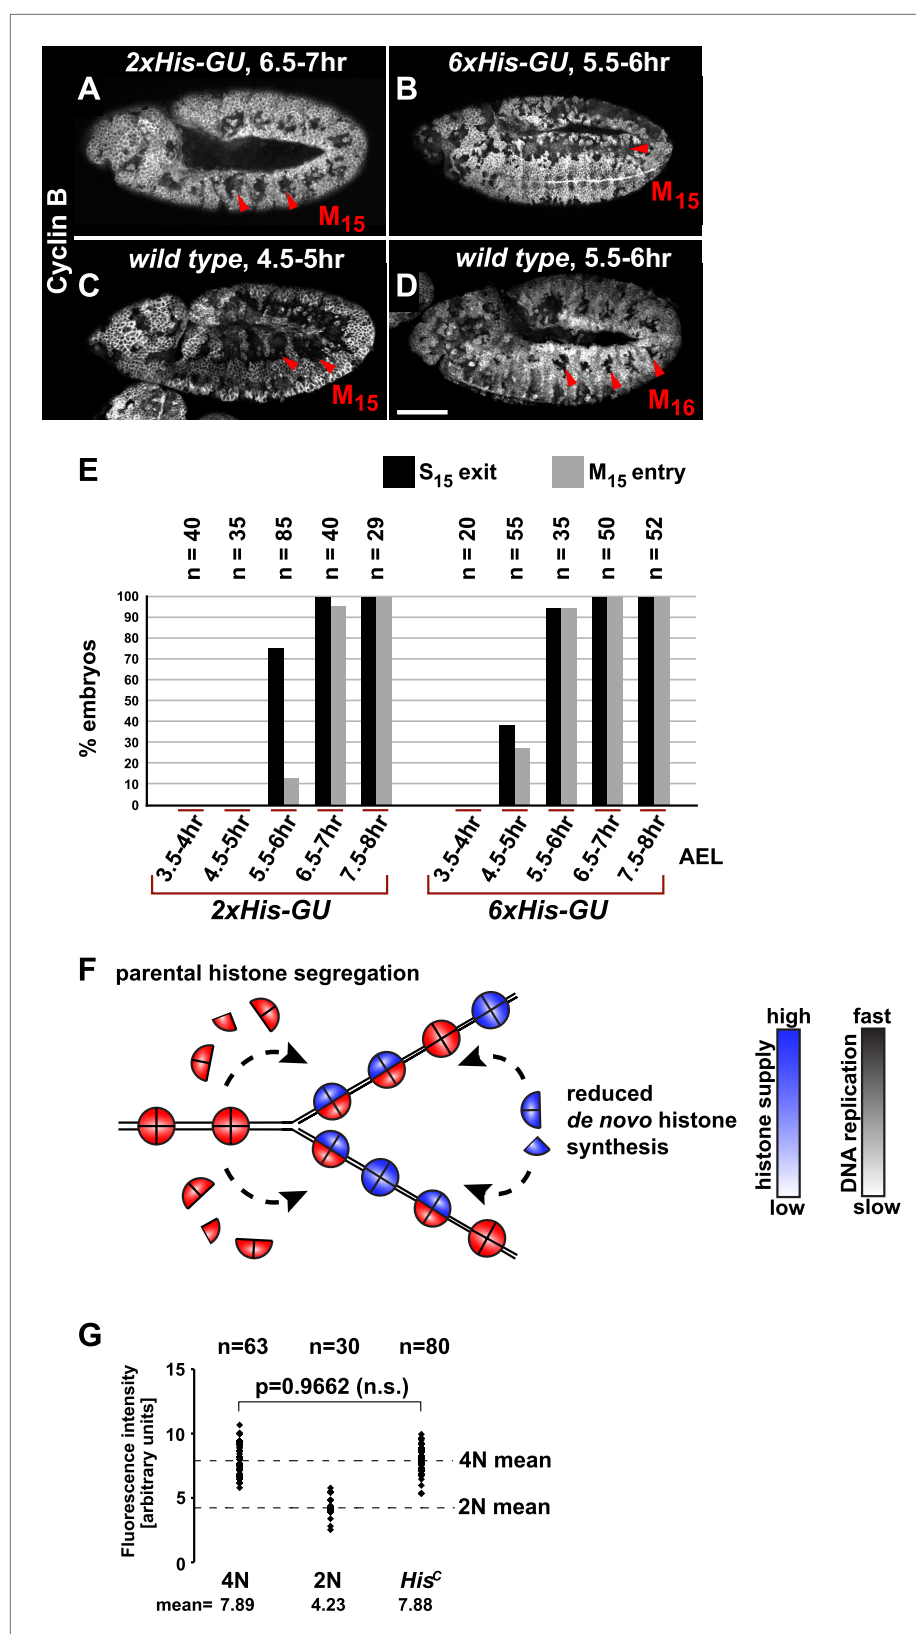 Cyclin B
2xHis-GU, 6.5-7hr
A
M15
6xHis-GU, 5.5-6hr
B
M15
wild type, 4.5-5hr
C
M15
wild type, 5.5-6hr
D
M16
E
S15 exit
M15 entry
n = 40
n = 35
n = 85
n = 40
n = 29
n = 20
n = 55
n = 35
n = 50
n = 52
% embryos
100
90
80
70
60
50
40
30
20
10
0
3.5-4hr
4.5-5hr
5.5-6hr
6.5-7hr
7.5-8hr
3.5-4hr
4.5-5hr
5.5-6hr
6.5-7hr
7.5-8hr
AEL
2xHis-GU
6xHis-GU
F
parental histone segregation
reduced
de novo histone
synthesis
high
histone supply
low
fast
DNA replication
slow
G
n=63
n=30
n=80
Fluorescence intensity
[arbitrary units]
15
10
5
0
p=0.9662 (n.s.)
4N mean
2N mean
4N
2N
HisC
mean= 7.89
4.23
7.88